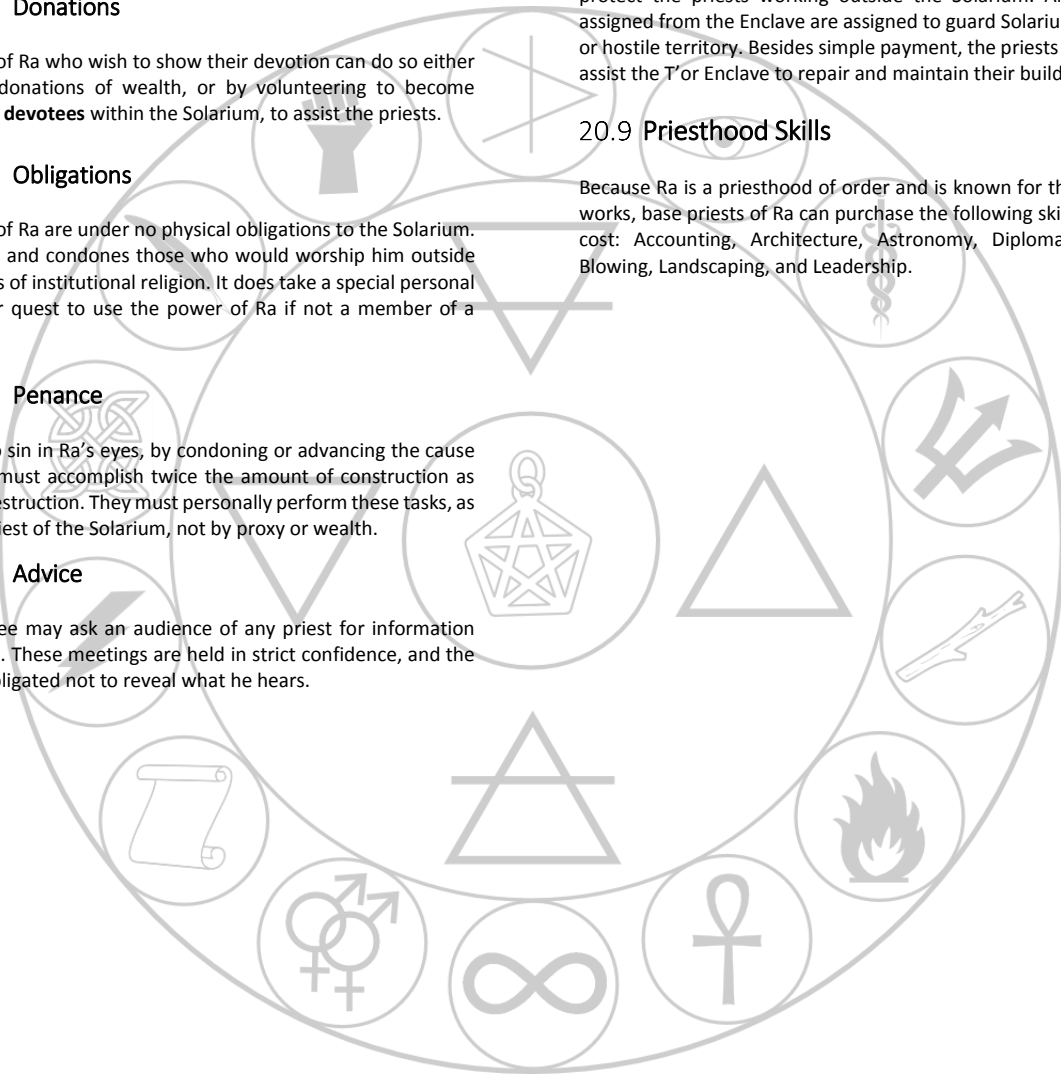 Donations
of Ra who wish to show their devotion can do so either
donations of wealth, or by volunteering to become
devotees within the Solarium, to assist the priests.
Obligations
of Ra are under no physical obligations to the Solarium.
and condones those who would worship him outside
of institutional religion. It does take a special personal
quest to use the power of Ra if not a member of a
Penance
sin in Ra's eyes, by condoning or advancing the cause
must accomplish twice the amount of construction as
They must personally perform these tasks, as
of the Solarium, not by proxy or wealth.
Advice
may ask an audience of any priest for information
These meetings are held in strict confidence, and the
not to reveal what he hears.
protect the priests working outside the Solarium.
assigned from the Enclave are assigned to guard
or hostile territory. Besides simple payment, the priests
assist the T'or Enclave to repair and maintain their
20.9 Priesthood Skills
Because Ra is a priesthood of order and is known for
works, base priests of Ra can purchase the following
cost: Accounting, Architecture, Astronomy,
Blowing, Landscaping, and Leadership.